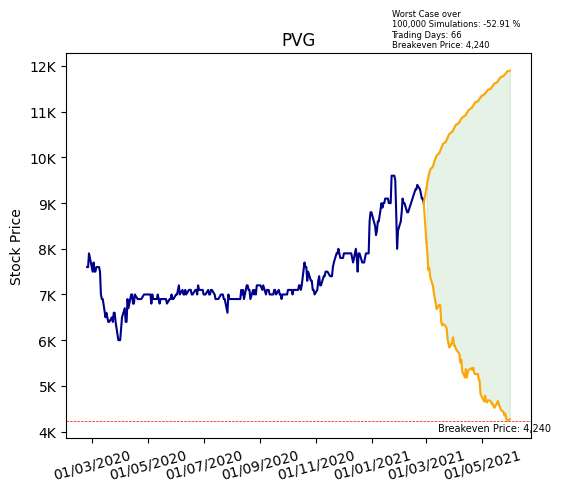 Worst Case over
100,000 Simulations: -52.91 %
Trading Days: 66
Breakeven Price: 4,240
PVG
Stock Price
12K
11K
10K
9K
8K
7K
6K
5K
4K
Breakeven Price: 4,240
01/03/2020
01/05/2020
01/07/2020
01/09/2020
01/11/2020
01/01/2021
01/03/2021
01/05/2021